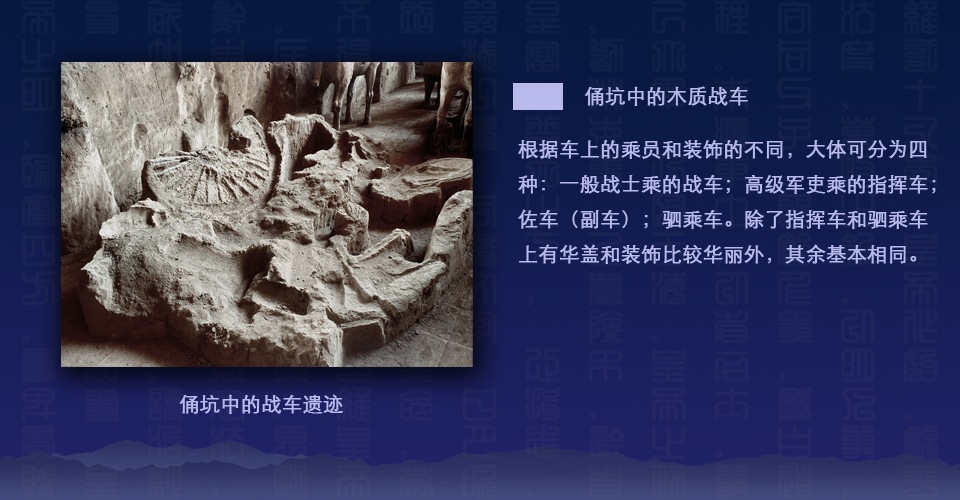 俑坑中的木质战车
根据车上的乘员和装饰的不同，大体可分为四
种：一般战士乘的战车；高级军吏乘的指挥车；
佐车（副车）；驷乘车。除了指挥车和驷乘车
上有华盖和装饰比较华丽外，其余基本相同。
俑坑中的战车遗迹